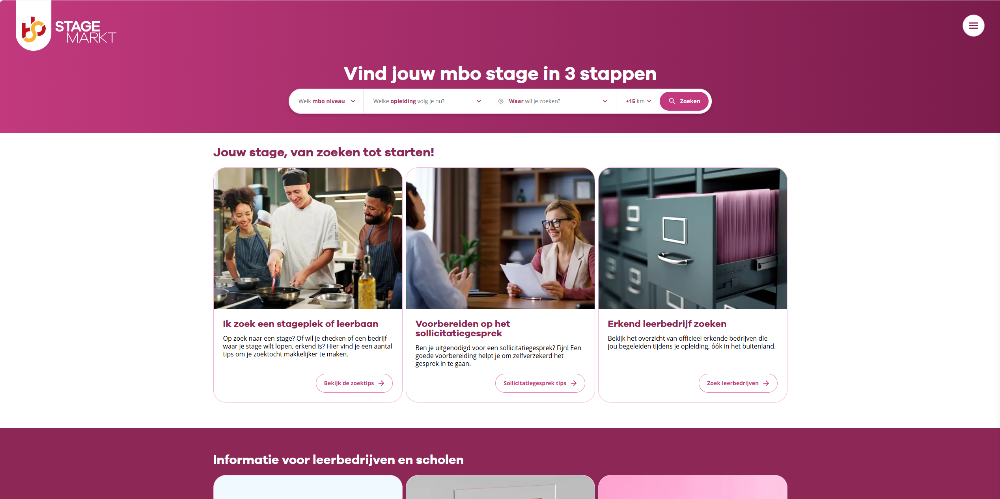 STAGE
MARKT
Vind jouw mbo stage in 3 stappen
Welk mbo niveau
Welke opleiding volg je nu?
Waar wil je zoeken?
+15 km
Zoeken
Jouw stage, van zoeken tot starten!
Ik zoek een stageplek of leerbaan
Op zoek naar een stage? Of wil je checken of een bedrijf
waar je stage wilt lopen, erkend is? Hier vind je een aantal
tips om je zoektocht makkelijker te maken.
Bekijk de zoektips
Voorbereiden op het
sollicitatiegesprek
Ben je uitgenodigd voor een sollicitatiegesprek? Fijn! Een
goede voorbereiding helpt je om zelfverzekerd het
gesprek in te gaan.
Sollicitatiegesprek tips
Erkend leerbedrijf zoeken
Bekijk het overzicht van officieel erkende bedrijven die
jou begeleiden tijdens je opleiding, óók in het buitenland.
Zoek leerbedrijven
Informatie voor leerbedrijven en scholen